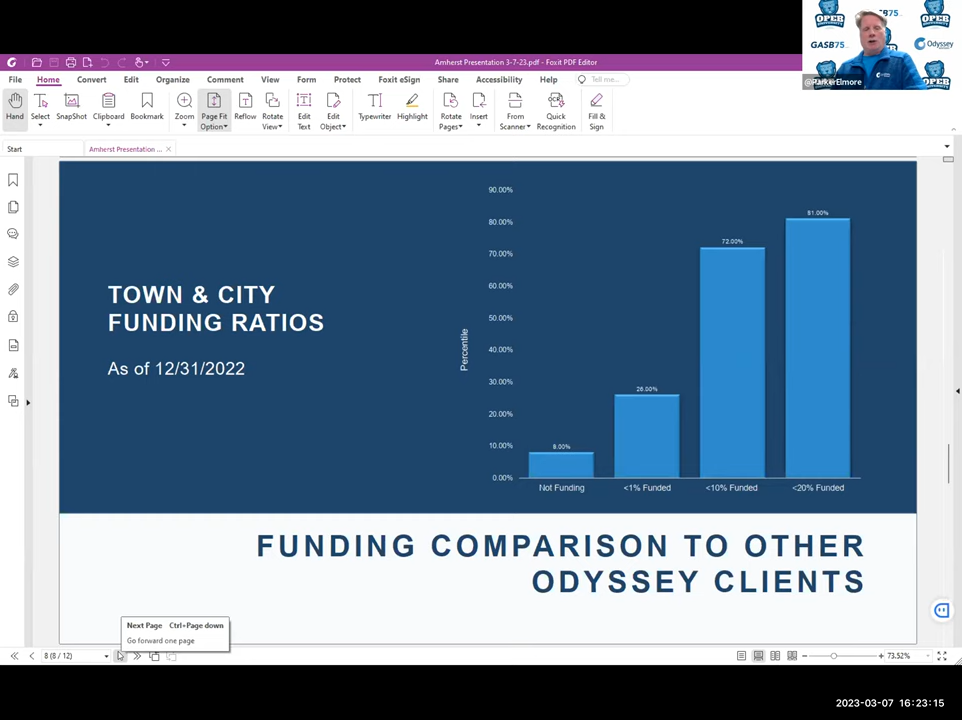 OPEB
OPEB
GASB75
Odyssey
OPEB
OPEB
@ParkerElmore
Amherst Presentation 3-7-23.pdf - Foxit PDF Editor
File Home Convert Edit Organize Comment View Form Protect Foxit eSign Share Accessibility Help Tell me...
Hand Select SnapShot Clipboard Bookmark Zoom Page Fit Option Reflow Rotate View Edit Text Edit Object Typewriter Highlight Rotate Pages Insert From Scanner OCR Quick Recognition Fill & Sign
Start Amherst Presentation ...
TOWN & CITY
FUNDING RATIOS
As of 12/31/2022
Percentile
90.00%
80.00%
70.00%
60.00%
50.00%
40.00%
30.00%
20.00%
10.00%
0.00%
8.00%
26.00%
72.00%
81.00%
Not Funding <1% Funded <10% Funded <20% Funded
FUNDING COMPARISON TO OTHER
ODYSSEY CLIENTS
Next Page Ctrl+Page down
Go forward one page
8 (8 / 12)
73.52%
2023-03-07 16:23:15